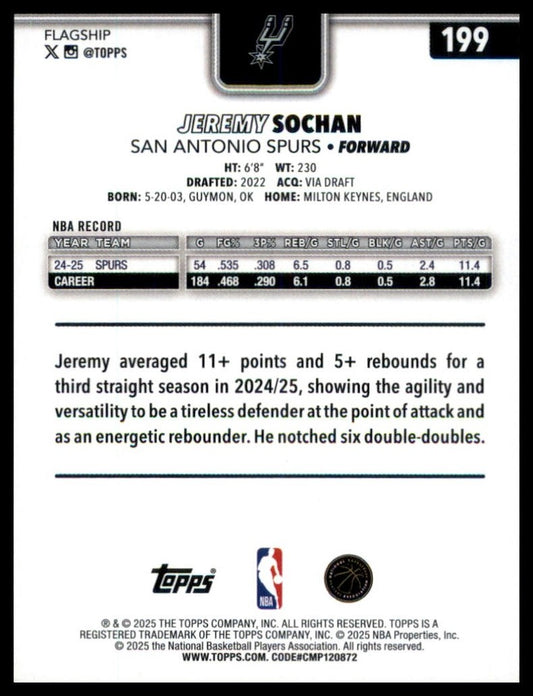 FLAGSHIP
199
X @TOPPS
JEREMY SOCHAN
SAN ANTONIO SPURS • FORWARD
HT: 6'8" WT: 230
DRAFTED: 2022 ACQ: VIA DRAFT
BORN: 5-20-03, GUYMON, OK HOME: MILTON KEYNES, ENGLAND
NBA RECORD
YEAR TEAM G FG% 3P% REB/G STL/G BLK/G AST/G PTS/G
24-25 SPURS 54 .535 .308 6.5 0.8 0.5 2.4 11.4
CAREER 184 .468 .290 6.1 0.8 0.5 2.8 11.4
Jeremy averaged 11+ points and 5+ rebounds for a
third straight season in 2024/25, showing the agility and
versatility to be a tireless defender at the point of attack and
as an energetic rebounder. He notched six double-doubles.
Topps
NBA
® & © 2025 THE TOPPS COMPANY, INC. ALL RIGHTS RESERVED. TOPPS IS A
REGISTERED TRADEMARK OF THE TOPPS COMPANY, INC. © 2025 NBA Properties, Inc.
© 2025 the National Basketball Players Association. All rights reserved.
WWW.TOPPS.COM. CODE#CMP120872